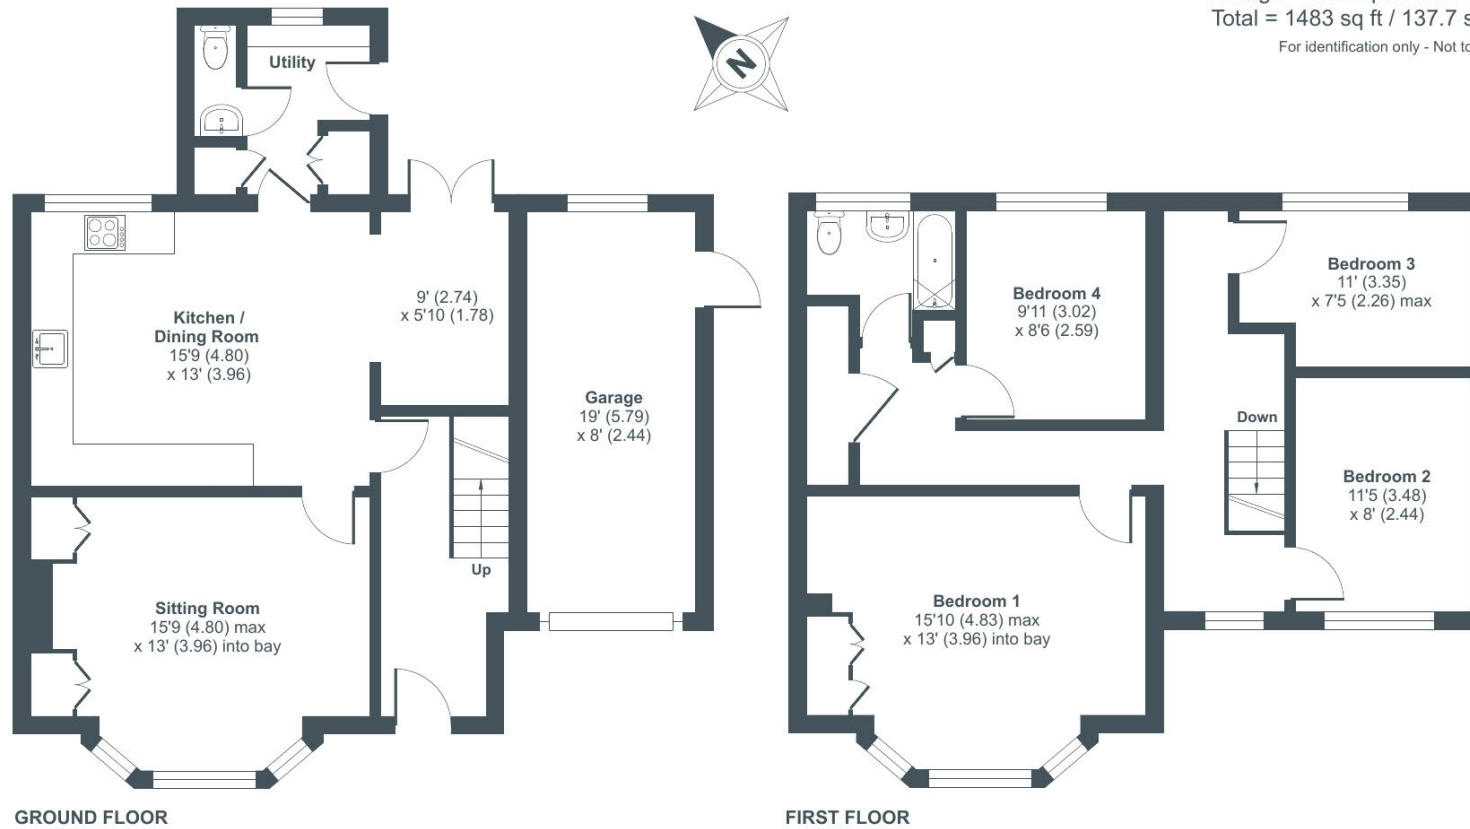 Total = 1483 sq ft / 137.7
For identification only - Not
N
Utility
Kitchen /
Dining Room
15'9 (4.80)
x 13' (3.96)
9' (2.74)
x 5'10 (1.78)
Garage
19' (5.79)
x 8' (2.44)
Up
Sitting Room
15'9 (4.80) max
x 13' (3.96) into bay
GROUND FLOOR
Bedroom 4
9'11 (3.02)
x 8'6 (2.59)
Bedroom 3
11' (3.35)
x 7'5 (2.26) max
Down
Bedroom 2
11'5 (3.48)
x 8' (2.44)
Bedroom 1
15'10 (4.83) max
x 13' (3.96) into bay
FIRST FLOOR